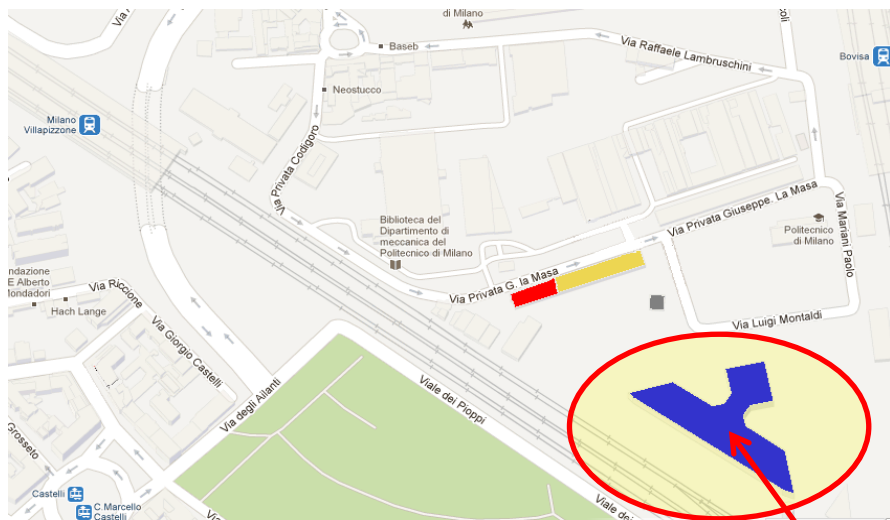 di Milano
Baseb
Via Raffaele Lambruschini
Bovisa
Neostucco
Milano
Villapizzone
Via Privata Codigoro
Biblioteca del
Dipartimento di
meccanica del
Politecnico di Milano
Via Privata Giuseppe La Masa
Via Mariani Paolo
Politecnico
di Milano
Via Privata G. la Masa
Via Riccione
Hach Lange
E Alberto
Via Luigi Montaldi
Via Giorgio Castelli
Via degli Ailanti
Viale dei Pioppi
Grosseto
Castelli
C.Marcello
Castelli
Viale dei